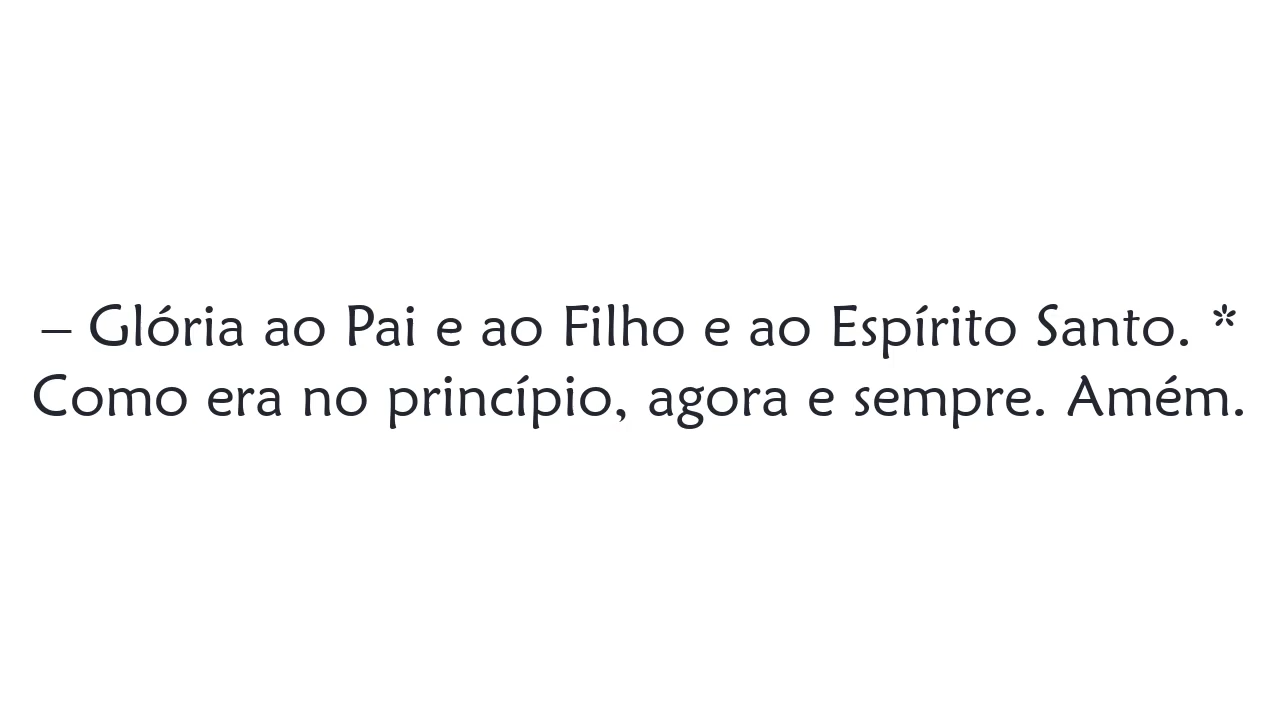 – Glória ao Pai e ao Filho e ao Espírito Santo. *
Como era no princípio, agora e sempre. Amém.